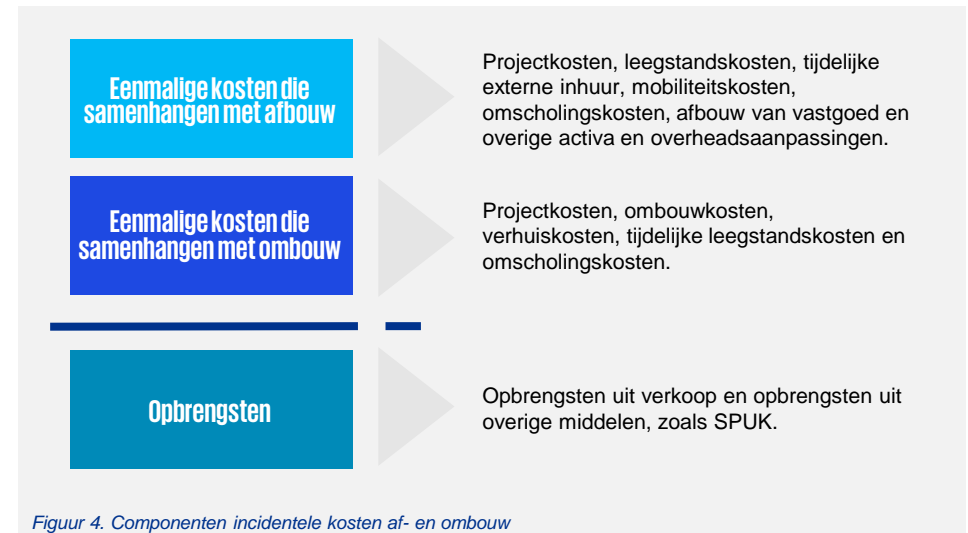 Eenmalige kosten die
samenhangen met afbouw
Projectkosten, leegstandskosten, tijdelijke
externe inhuur, mobiliteitskosten,
omscholingskosten, afbouw van vastgoed en
overige activa en overheadsaanpassingen.
Eenmalige kosten die
samenhangen met ombouw
Projectkosten, ombouwkosten,
verhuiskosten, tijdelijke leegstandskosten en
omscholingskosten.
Opbrengsten
Opbrengsten uit verkoop en opbrengsten uit
overige middelen, zoals SPUK.
Figuur 4. Componenten incidentele kosten af- en ombouw